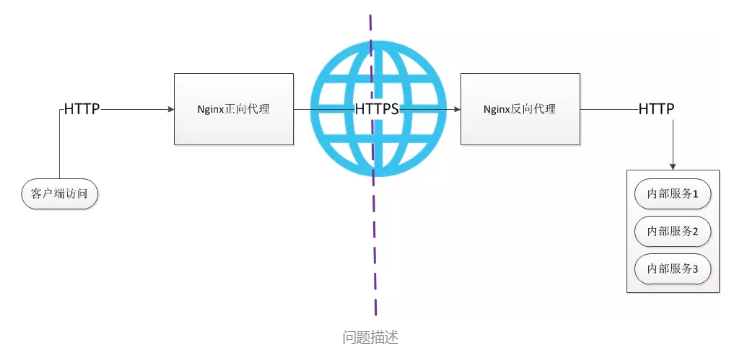 HTTP
Nginx正向代理
HTTPS
Nginx反向代理
HTTP
客户端访问
内部服务1
内部服务2
内部服务3
问题描述